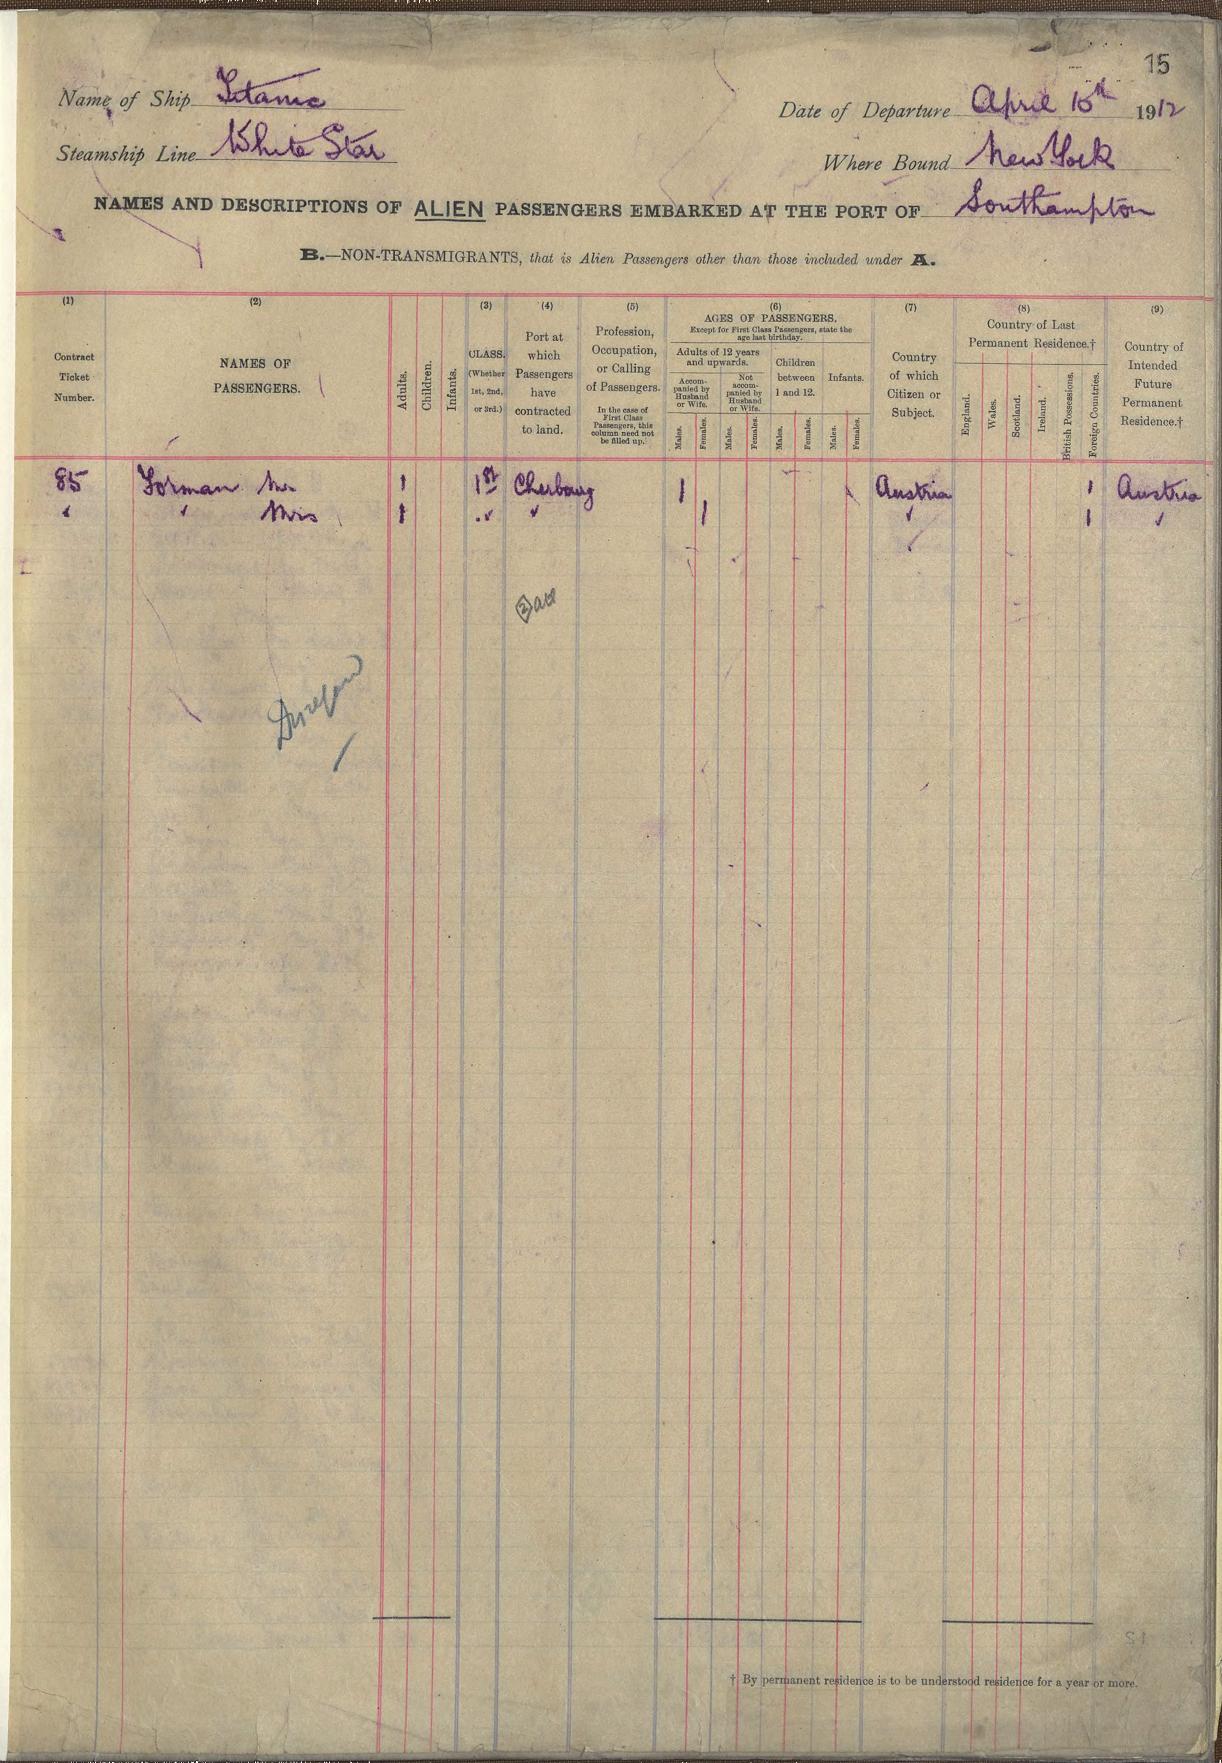 15
Name of Ship Titanic
Date of Departure April 10th 1912
Steamship Line White Star
Where Bound New York
NAMES AND DESCRIPTIONS OF ALIEN PASSENGERS EMBARKED AT THE PORT OF Southampton
B.—NON-TRANSMIGRANTS, that is Alien Passengers other than those included under A.
(1) (2) (3) (4) (5) (6) (7) (8) (9)
Contract Ticket Number.
NAMES OF PASSENGERS.
Adults.
Children.
Infants.
CLASS. (Whether 1st, 2nd, or 3rd.)
Port at which Passengers have contracted to land.
Profession, Occupation, or Calling of Passengers.
In the case of First Class Passengers, this column need not be filled up.
AGES OF PASSENGERS.
Except for First Class Passengers, state the age last birthday.
Adults of 12 years and upwards.
Accompanied by Husband or Wife.
Not accompanied by Husband or Wife.
Children between 1 and 12.
Infants.
Males. Females. Males. Females. Males. Females. Males. Females.
Country of which Citizen or Subject.
Country of Last Permanent Residence.†
England. Wales. Scotland. Ireland. British Possessions. Foreign Countries.
Country of Intended Future Permanent Residence.†
85 Forman Mr 1 1st Cherbourg 1 Austria 1 Austria
" " Mrs 1 " " 1 " 1 "
2
† By permanent residence is to be understood residence for a year or more.